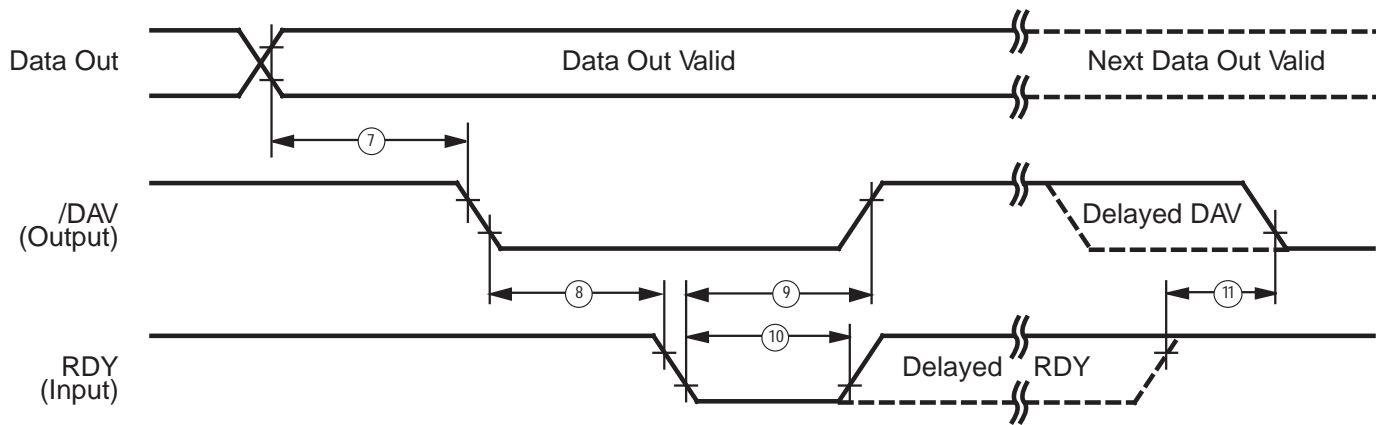 Data Out
Data Out Valid
Next Data Out Valid
7
/DAV
(Output)
Delayed DAV
8
9
11
10
RDY
(Input)
Delayed RDY